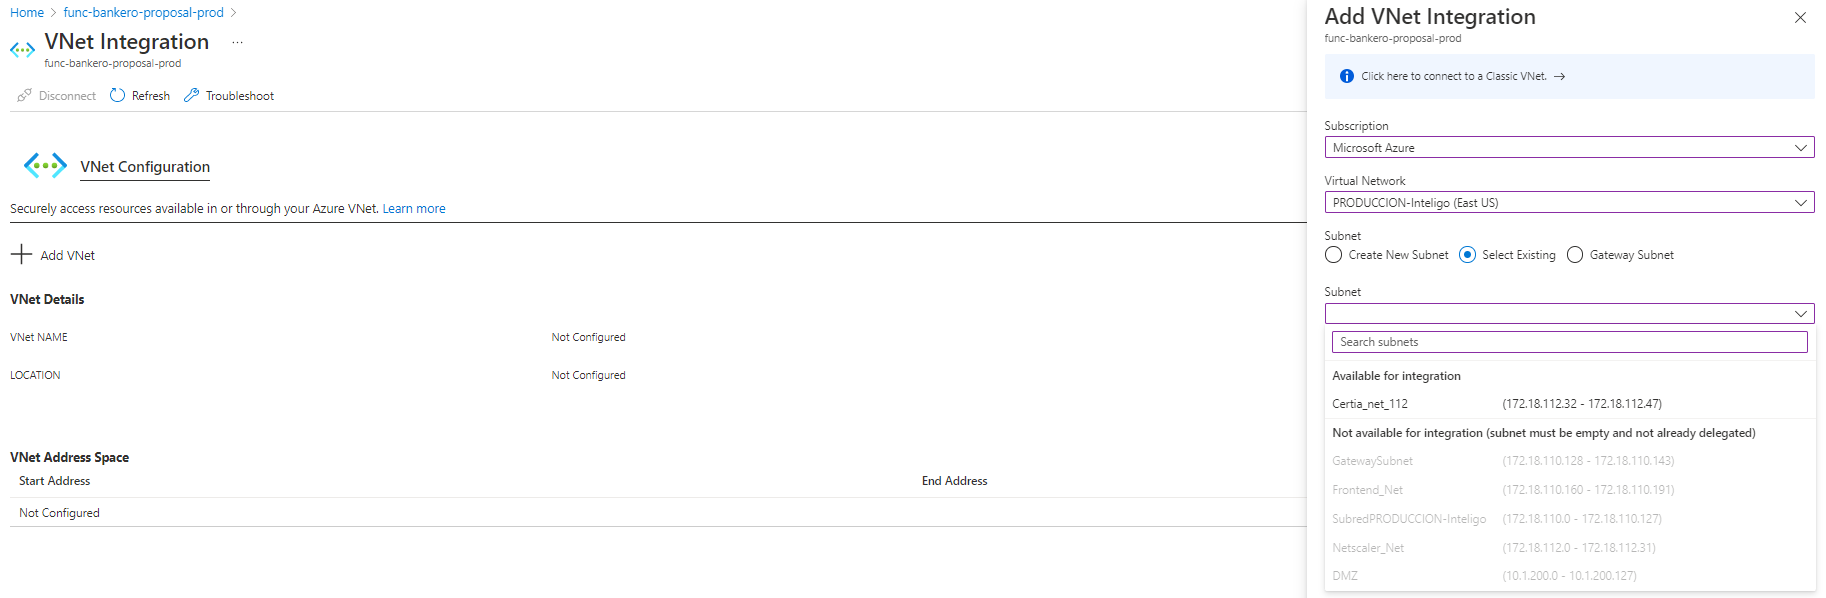 Home > func-bankero-proposal-prod >
VNet Integration ...
func-bankero-proposal-prod
Disconnect Refresh Troubleshoot
VNet Configuration
Securely access resources available in or through your Azure VNet. Learn more
Add VNet
VNet Details
VNet NAME Not Configured
LOCATION Not Configured
VNet Address Space
Start Address End Address
Not Configured
Add VNet Integration
func-bankero-proposal-prod
Click here to connect to a Classic VNet. →
Subscription
Microsoft Azure
Virtual Network
PRODUCCION-Inteligo (East US)
Subnet
Create New Subnet Select Existing Gateway Subnet
Subnet
Search subnets
Available for integration
Certia_net_112 (172.18.112.32 - 172.18.112.47)
Not available for integration (subnet must be empty and not already delegated)
GatewaySubnet (172.18.110.128 - 172.18.110.143)
Frontend_Net (172.18.110.160 - 172.18.110.191)
SubredPRODUCCION-Inteligo (172.18.110.0 - 172.18.110.127)
Netscaler_Net (172.18.112.0 - 172.18.112.31)
DMZ (10.1.200.0 - 10.1.200.127)